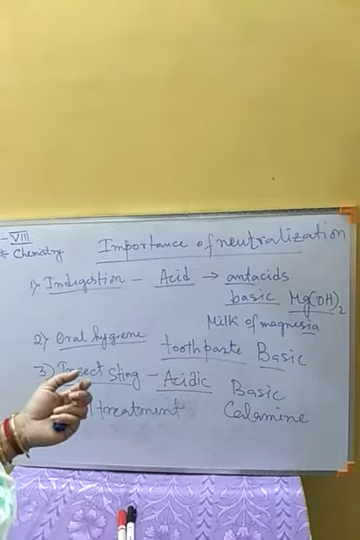 - VIII
Chemistry
Importance of neutralization
1) Indigestion - Acid → antacids
basic Mg(OH)2
Milk of magnesia
2) Oral hygiene toothpaste Basic
3) Insect Sting - Acidic Basic
treatment Calamine